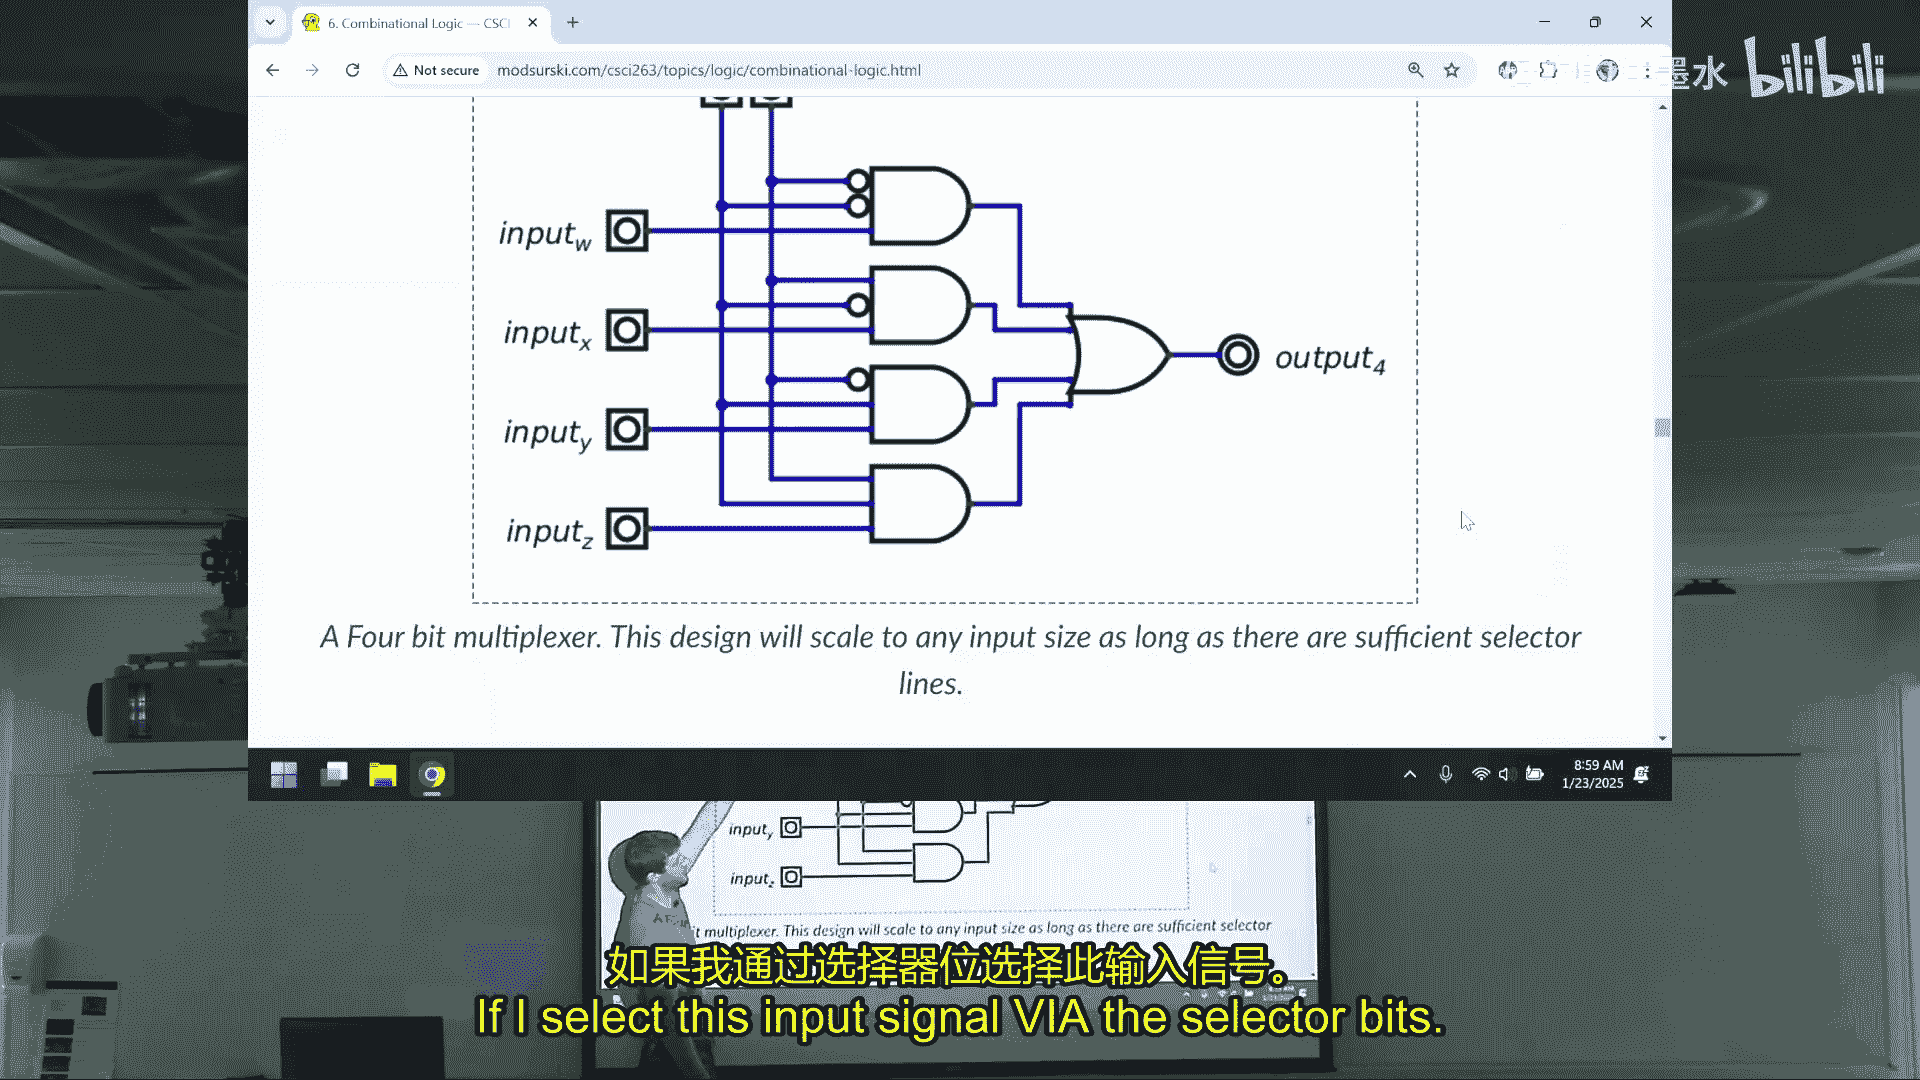 6. Combinational Logic — CSCI
Not secure
modsurski.com/csci263/topics/logic/combinational-logic.html
墨水 bilibili
input_w
input_x
output_4
input_y
input_z
A Four bit multiplexer. This design will scale to any input size as long as there are sufficient selector
lines.
8:59 AM
1/23/2025
input_y
input_z
it multiplexer. This design will scale to any input size as long as there are sufficient selector
如果我通过选择器位选择此输入信号。
If I select this input signal VIA the selector bits.